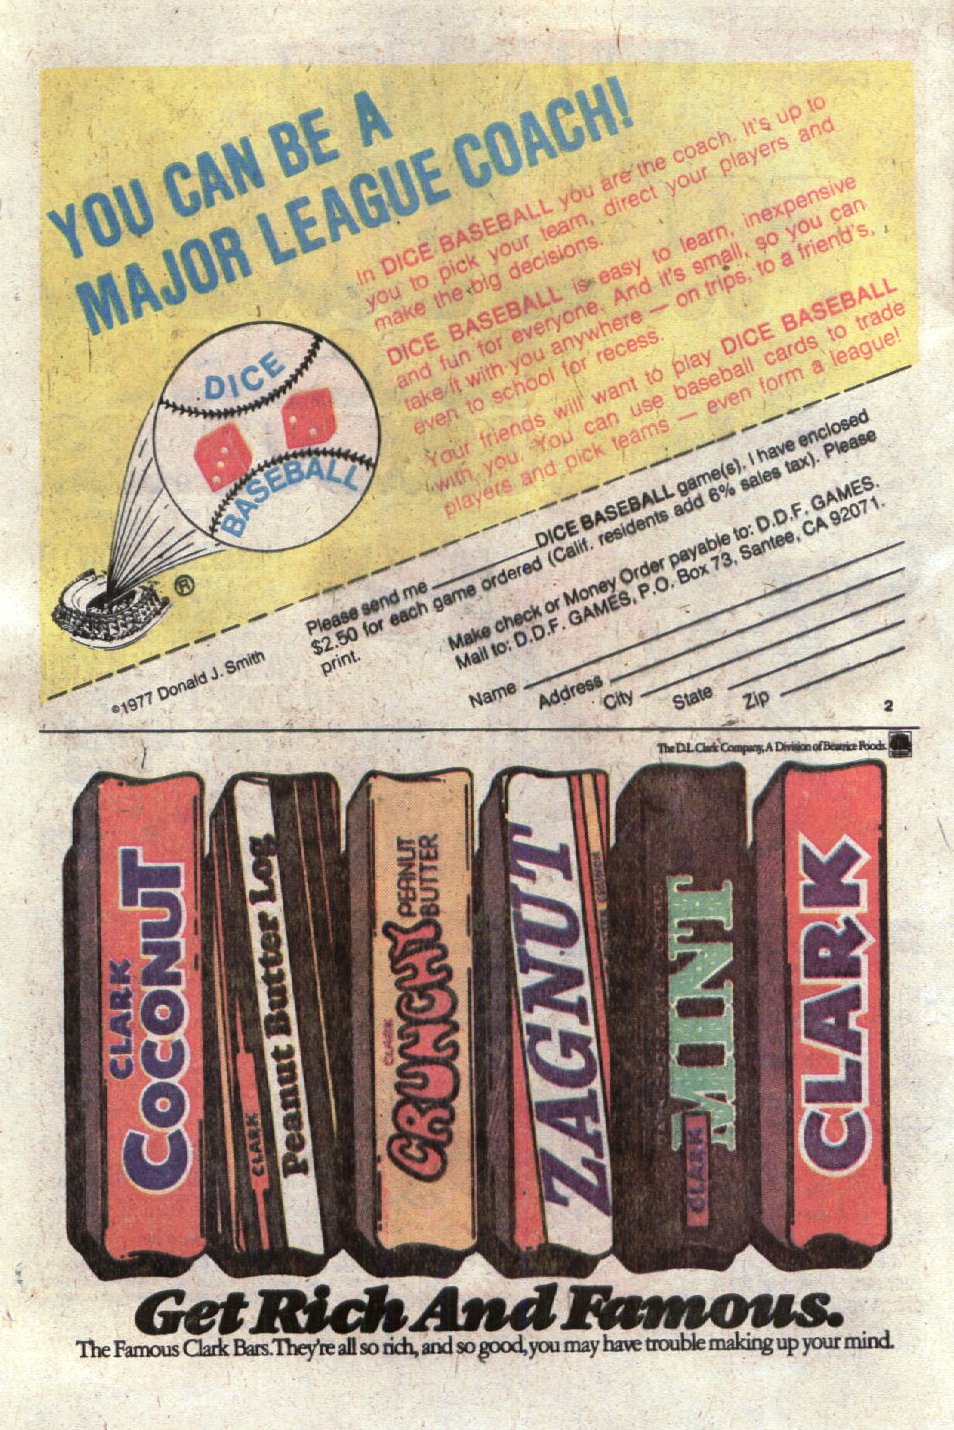 YOU CAN BE A
MAJOR LEAGUE COACH!
In DICE BASEBALL you are the coach. It's up to
you to pick your team, direct your players and
make the big decisions.
DICE BASEBALL is easy to learn, inexpensive
and fun for everyone. And it's small, so you can
take it with you anywhere — on trips, to a friend's,
even to school for recess.
Your friends will want to play DICE BASEBALL
with you. You can use baseball cards to trade
players and pick teams — even form a league!
DICE
BASEBALL
®
Please send me DICE BASEBALL game(s). I have enclosed
$2.50 for each game ordered (Calif. residents add 6% sales tax). Please
print.
Make check or Money Order payable to: D.D.F. GAMES.
Mail to: D.D.F. GAMES, P.O. Box 73, Santee, CA 92071.
Name
Address
City
State
Zip
©1977 Donald J. Smith
2
The D.L. Clark Company, A Division of Beatrice Foods.
CLARK
COCONUT
CLARK
Peanut Butter Log
CLARK
CRUNCHY
PEANUT
BUTTER
ZAGNUT
CLARK
MINT
CLARK
Get Rich And Famous.
The Famous Clark Bars. They're all so rich, and so good, you may have trouble making up your mind.